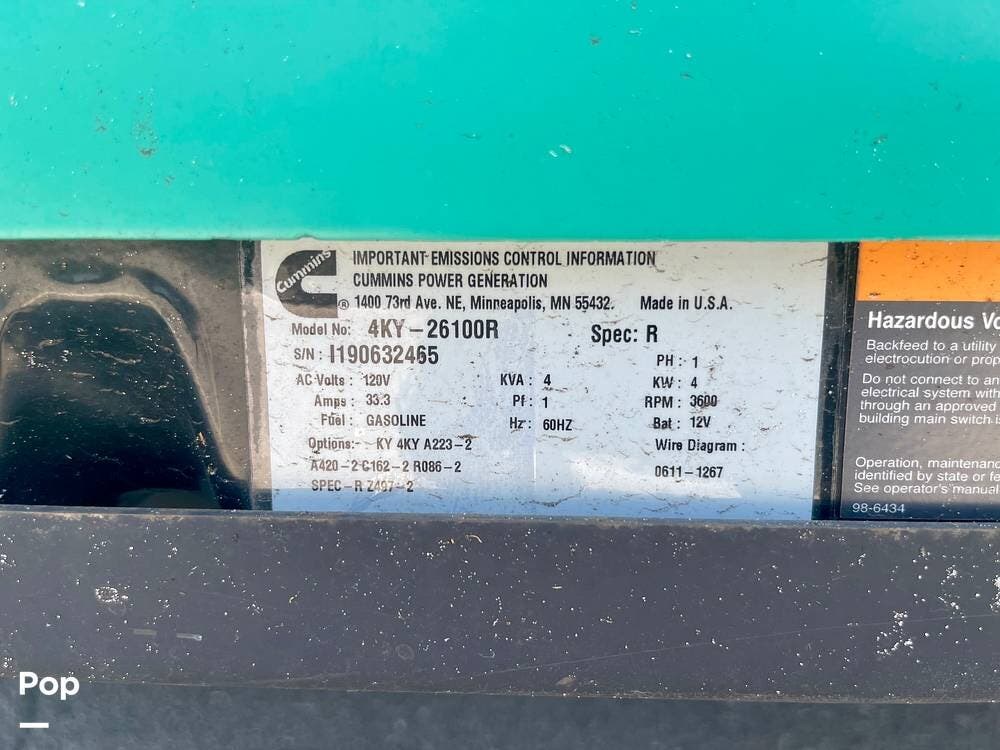 Cummins
®
IMPORTANT EMISSIONS CONTROL INFORMATION
CUMMINS POWER GENERATION
1400 73rd Ave. NE, Minneapolis, MN 55432. Made in U.S.A.
Model No: 4KY-26100R Spec: R
S/N: I190632465 PH: 1
AC Volts: 120V KVA: 4 KW: 4
Amps: 33.3 Pf: 1 RPM: 3600
Fuel: GASOLINE Hz: 60HZ Bat: 12V
Options:- KY 4KY A223-2 Wire Diagram:
A420-2 C162-2 R086-2 0611-1267
SPEC-R Z497-2
Hazardous Vo
Backfeed to a utility
electrocution or prop
Do not connect to an
electrical system with
through an approved
building main switch is
Operation, maintenanc
identified by state or fe
See operator's manual
98-6434
Pop